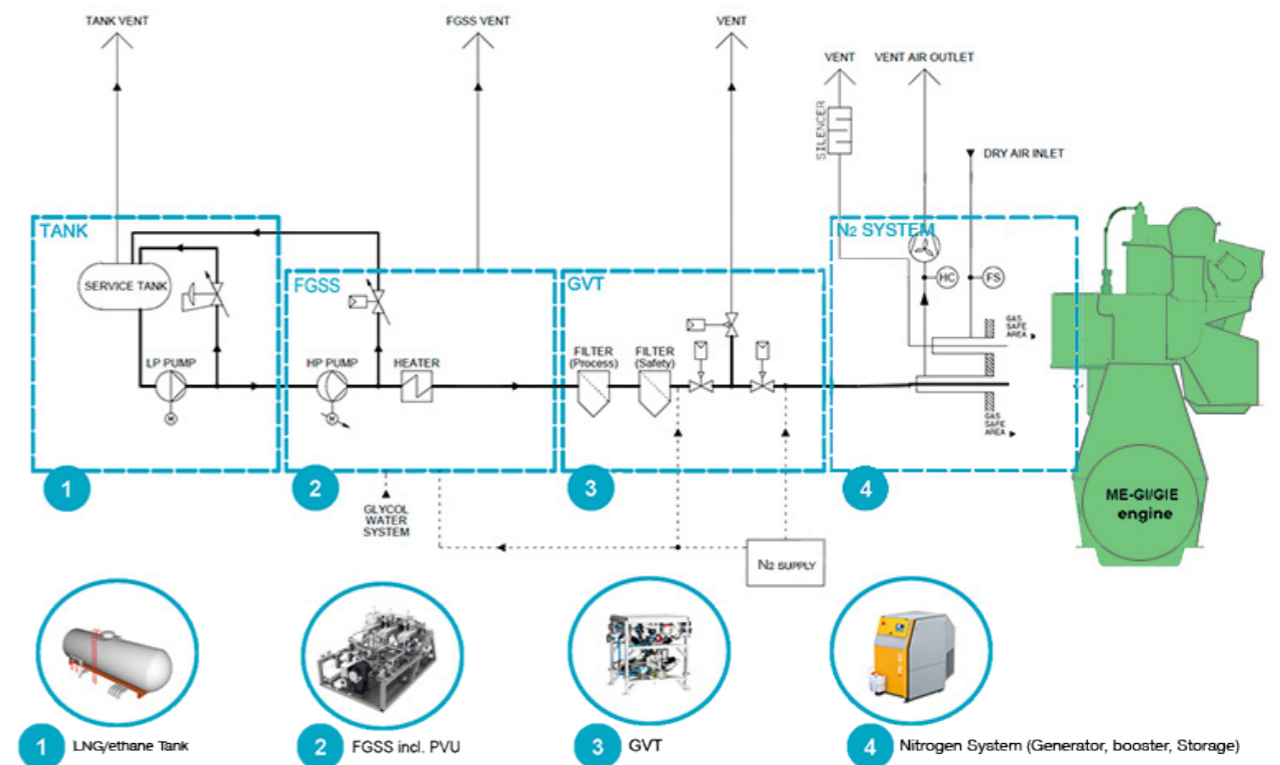 TANK VENT
FGSS VENT
VENT
VENT
VENT AIR OUTLET
SILENCER
DRY AIR INLET
TANK
N2 SYSTEM
SERVICE TANK
FGSS
GVT
HC
FS
GAS
SAFE
AREA
LP PUMP
HP PUMP
HEATER
FILTER
(Process)
FILTER
(Safety)
M
M
GAS
SAFE
AREA
1
2
3
4
GLYCOL
WATER
SYSTEM
N2 SUPPLY
ME-GI/GIE
engine
1 LNG/ethane Tank
2 FGSS incl. PVU
3 GVT
4 Nitrogen System (Generator, booster, Storage)